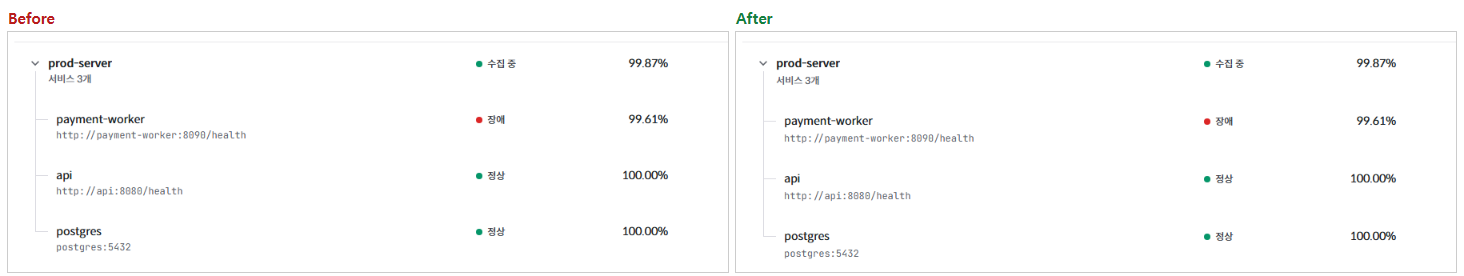 Before
prod-server 수집 중 99.87%
서비스 3개
payment-worker 장애 99.61%
http://payment-worker:8090/health
api 정상 100.00%
http://api:8080/health
postgres 정상 100.00%
postgres:5432
After
prod-server 수집 중 99.87%
서비스 3개
payment-worker 장애 99.61%
http://payment-worker:8090/health
api 정상 100.00%
http://api:8080/health
postgres 정상 100.00%
postgres:5432